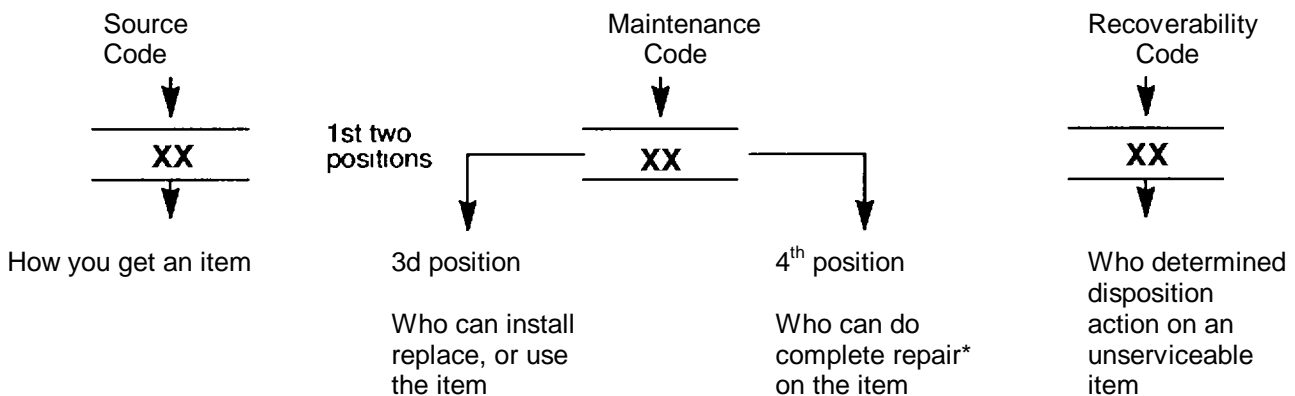 Source
Code
Maintenance
Code
Recoverability
Code
XX
1st two
positions
XX
XX
How you get an item
3d position
4th position
Who determined
disposition
action on an
unserviceable
item
Who can install
replace, or use
the item
Who can do
complete repair*
on the item